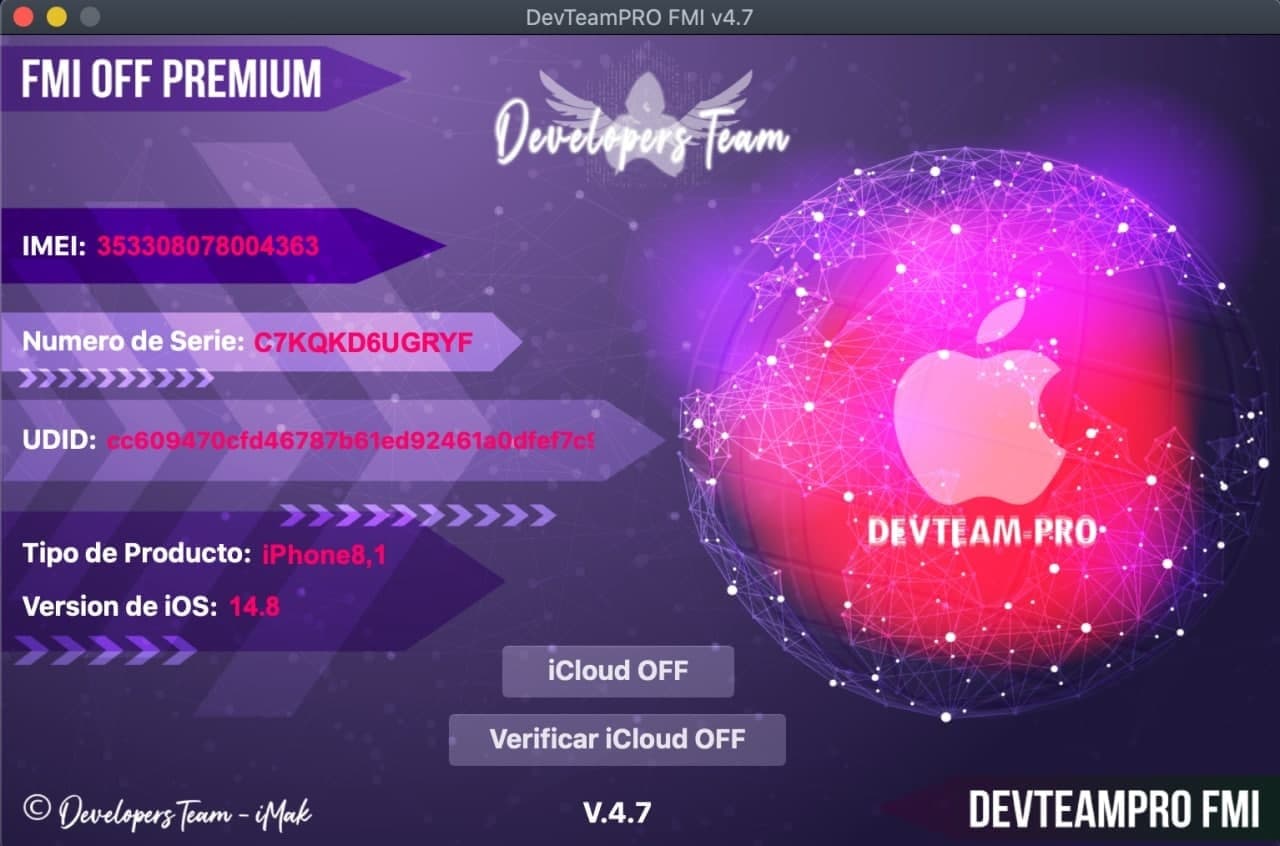 DevTeamPRO FMI v4.7
FMI OFF PREMIUM
Developers Team
IMEI: 353308078004363
Numero de Serie: C7KQKD6UGRYF
UDID: cc609470cfd46787b61ed92461a0dfef7c9
Tipo de Producto: iPhone8,1
Version de iOS: 14.8
DEVTEAM-PRO
iCloud OFF
Verificar iCloud OFF
© Developers Team - iMak
V.4.7
DEVTEAMPRO FMI